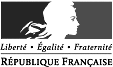 Liberté • Égalité • Fraternité
RÉPUBLIQUE FRANÇAISE